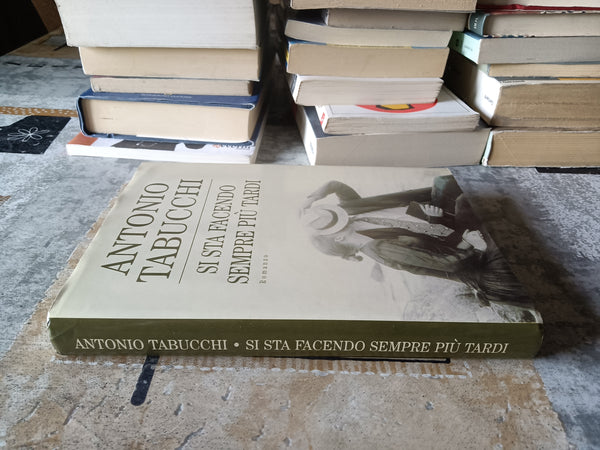 ANTONIO
TABUCCHI
SI STA FACENDO
SEMPRE PIÙ TARDI
Romanzo
ANTONIO TABUCCHI • SI STA FACENDO SEMPRE PIÙ TARDI